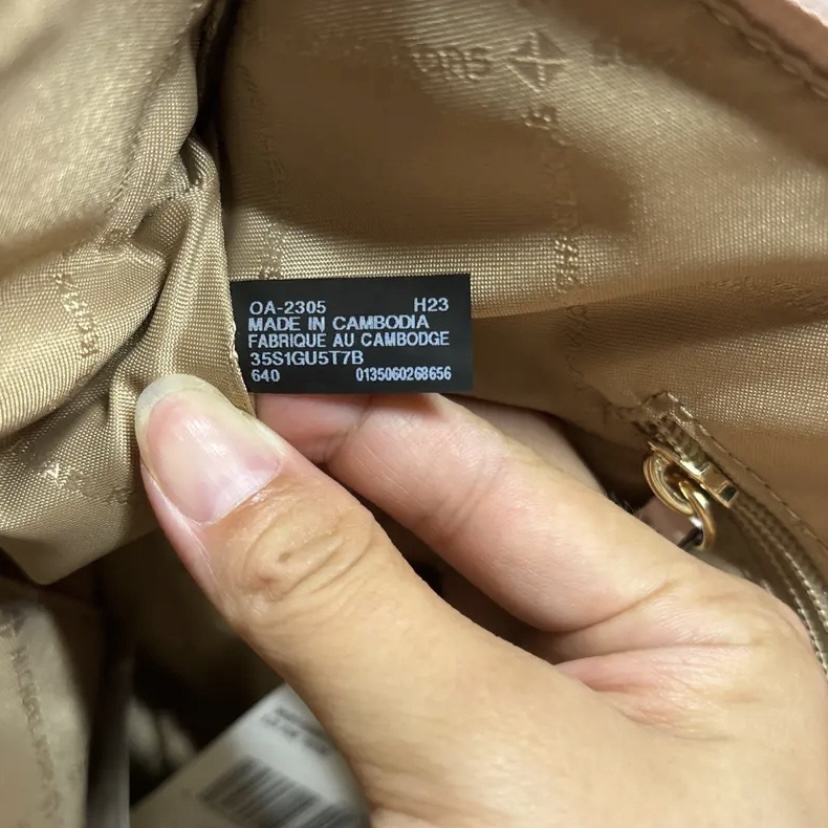 OA-2305 H23
MADE IN CAMBODIA
FABRIQUE AU CAMBODGE
35S1GU5T7B
640 0135060268656